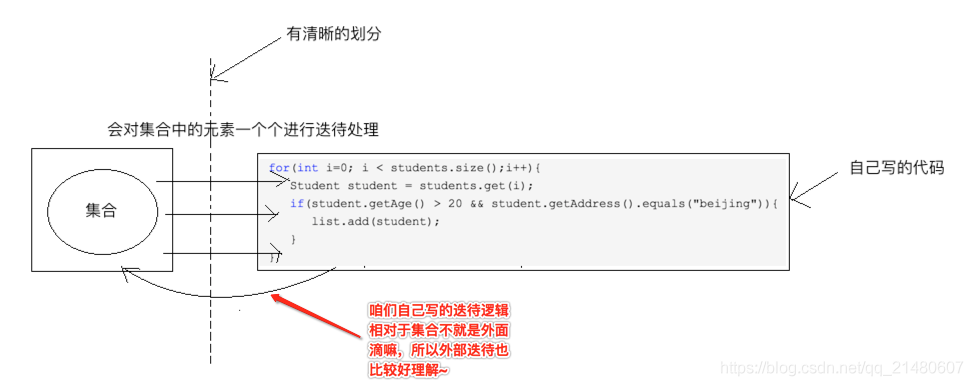 有清晰的划分
会对集合中的元素一个个进行迭待处理
集合
for(int i=0; i < students.size();i++){
Student student = students.get(i);
if(student.getAge() > 20 && student.getAddress().equals("beijing")){
list.add(student);
}
}
自己写的代码
咱们自己写的迭待逻辑
相对于集合不就是外面
滴嘛，所以外部迭待也
比较好理解~
https://blog.csdn.net/qq_21480607